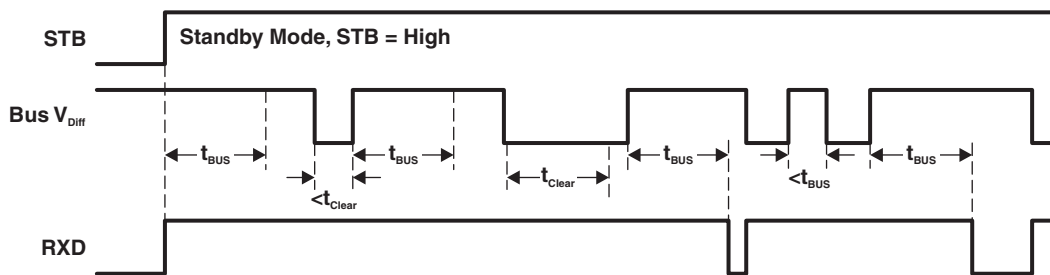 STB
Standby Mode, STB = High
Bus VDiff
tBUS
<tClear
tBUS
tClear
tBUS
<tBUS
tBUS
RXD